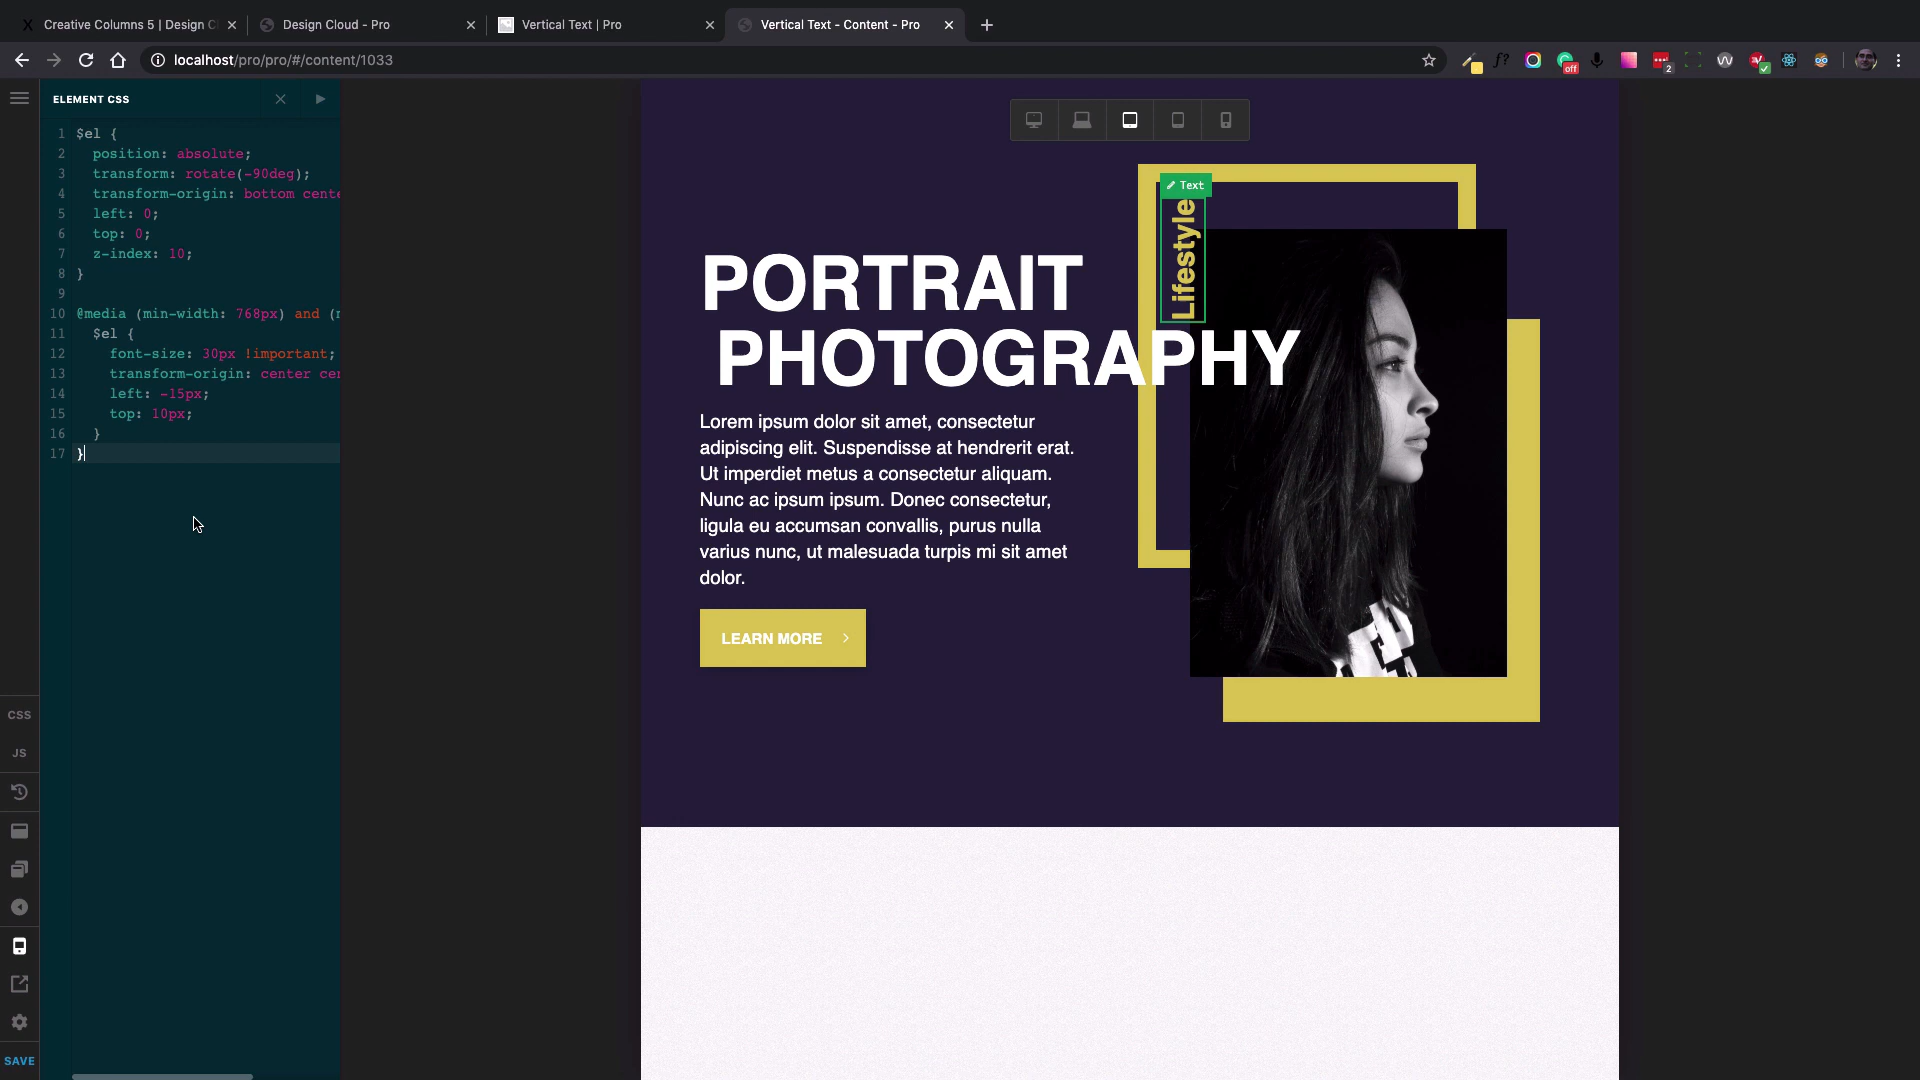 Creative Columns 5 | Design C
Design Cloud - Pro
Vertical Text | Pro
Vertical Text - Content - Pro
localhost/pro/pro/#/content/1033
off
2
ELEMENT CSS
1 $el {
2 position: absolute;
3 transform: rotate(-90deg);
4 transform-origin: bottom cente
5 left: 0;
6 top: 0;
7 z-index: 10;
8 }
9
10 @media (min-width: 768px) and (
11 $el {
12 font-size: 30px !important;
13 transform-origin: center cen
14 left: -15px;
15 top: 10px;
16 }
17 }
CSS
JS
SAVE
Text
Lifestyle
PORTRAIT
PHOTOGRAPHY
Lorem ipsum dolor sit amet, consectetur
adipiscing elit. Suspendisse at hendrerit erat.
Ut imperdiet metus a consectetur aliquam.
Nunc ac ipsum ipsum. Donec consectetur,
ligula eu accumsan convallis, purus nulla
varius nunc, ut malesuada turpis mi sit amet
dolor.
LEARN MORE